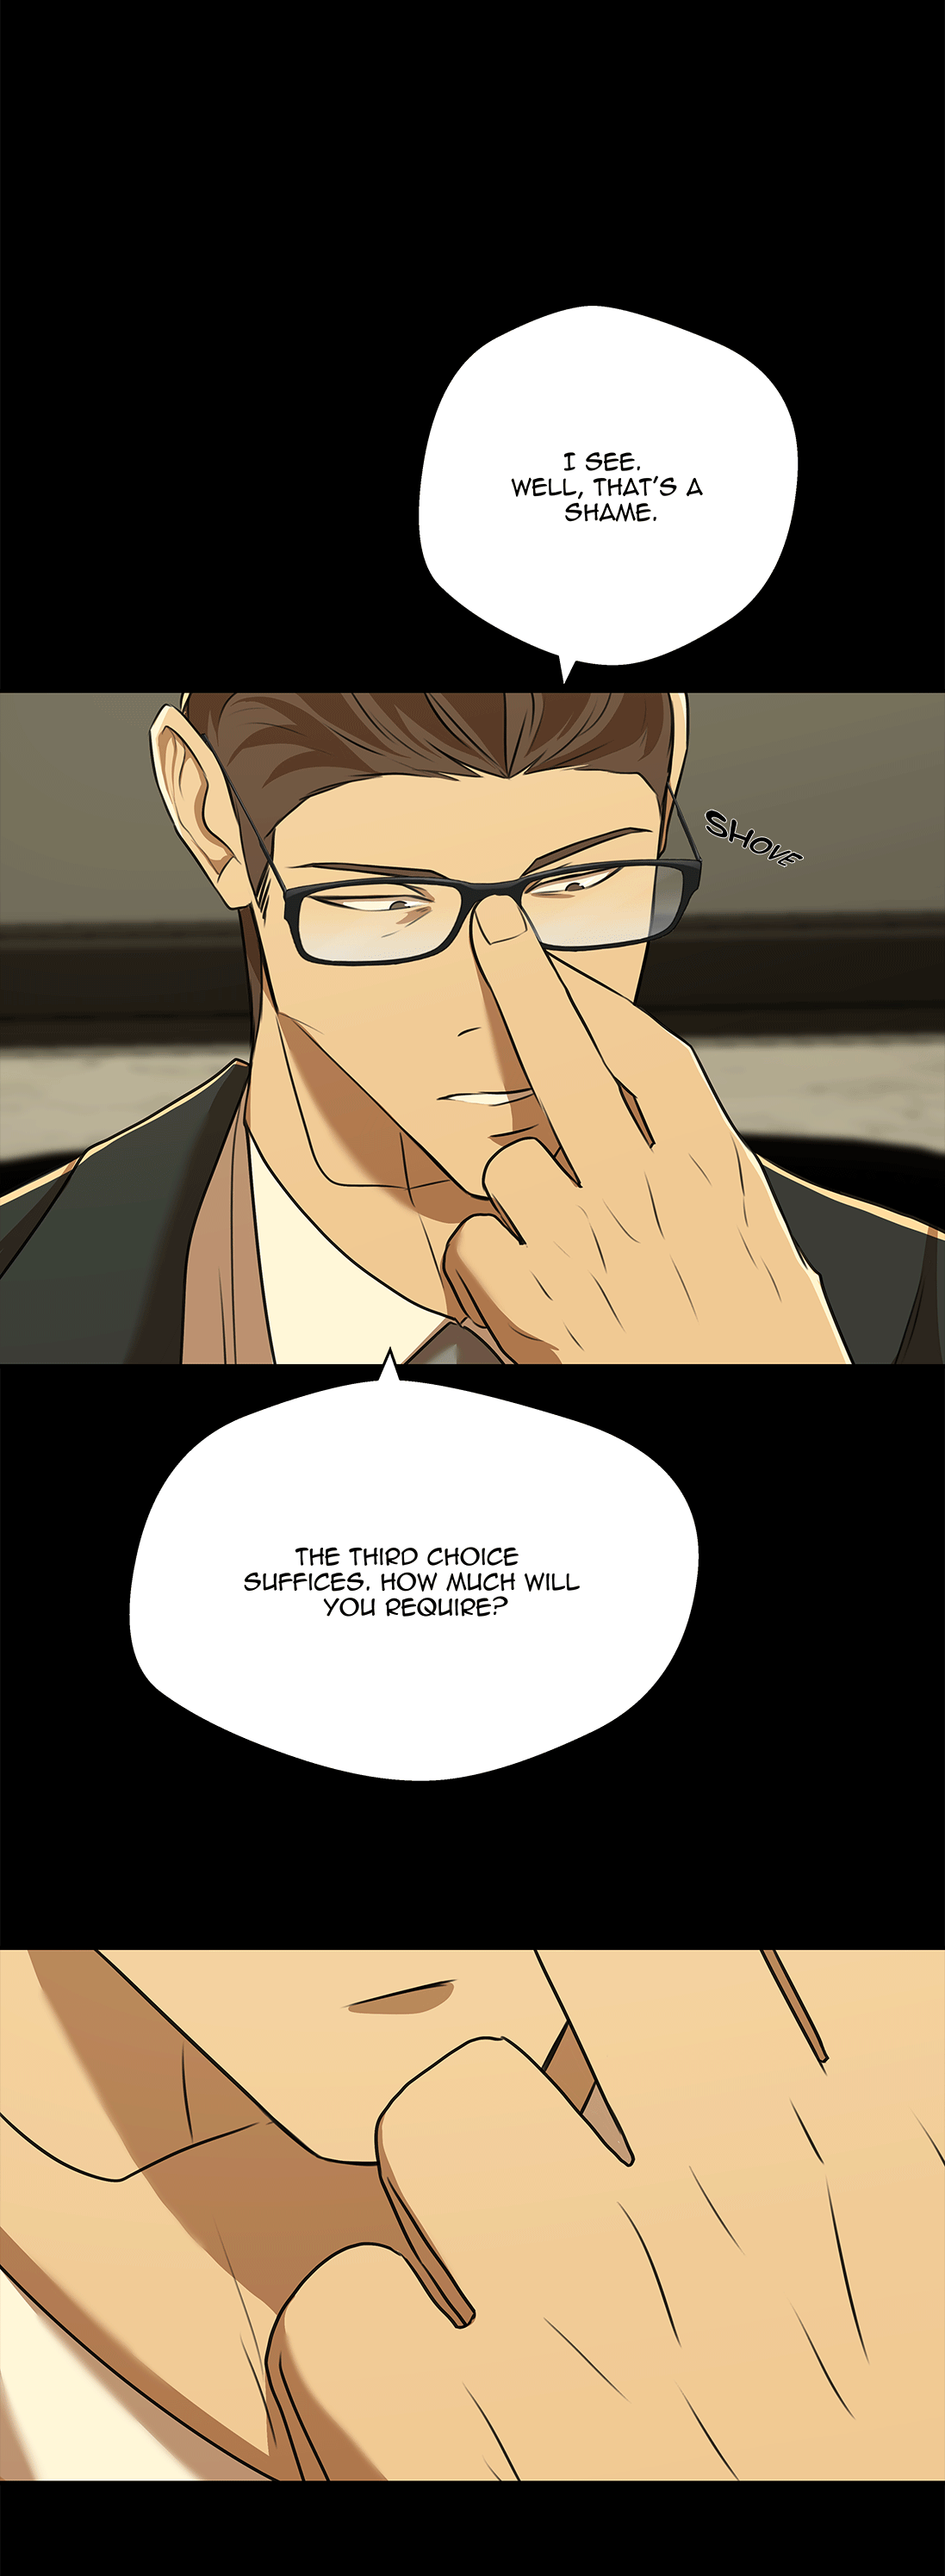 I SEE.
WELL, THAT'S A
SHAME.
SHOVE
THE THIRD CHOICE
SUFFICES. HOW MUCH WILL
YOU REQUIRE?